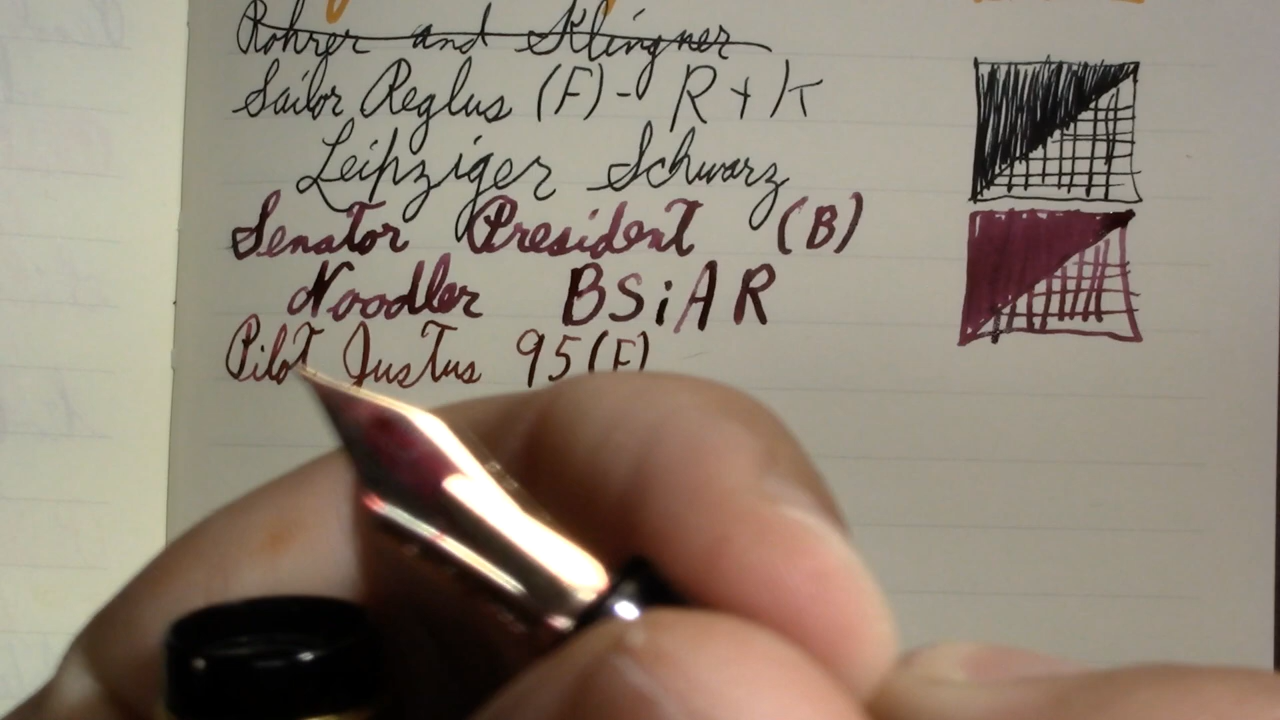 Rohrer and Klingner
Sailor Reglus (F) - R + K
Leipziger Schwarz
Senator President (B)
Noodler BSiAR
Pilot Justus 95 (F)